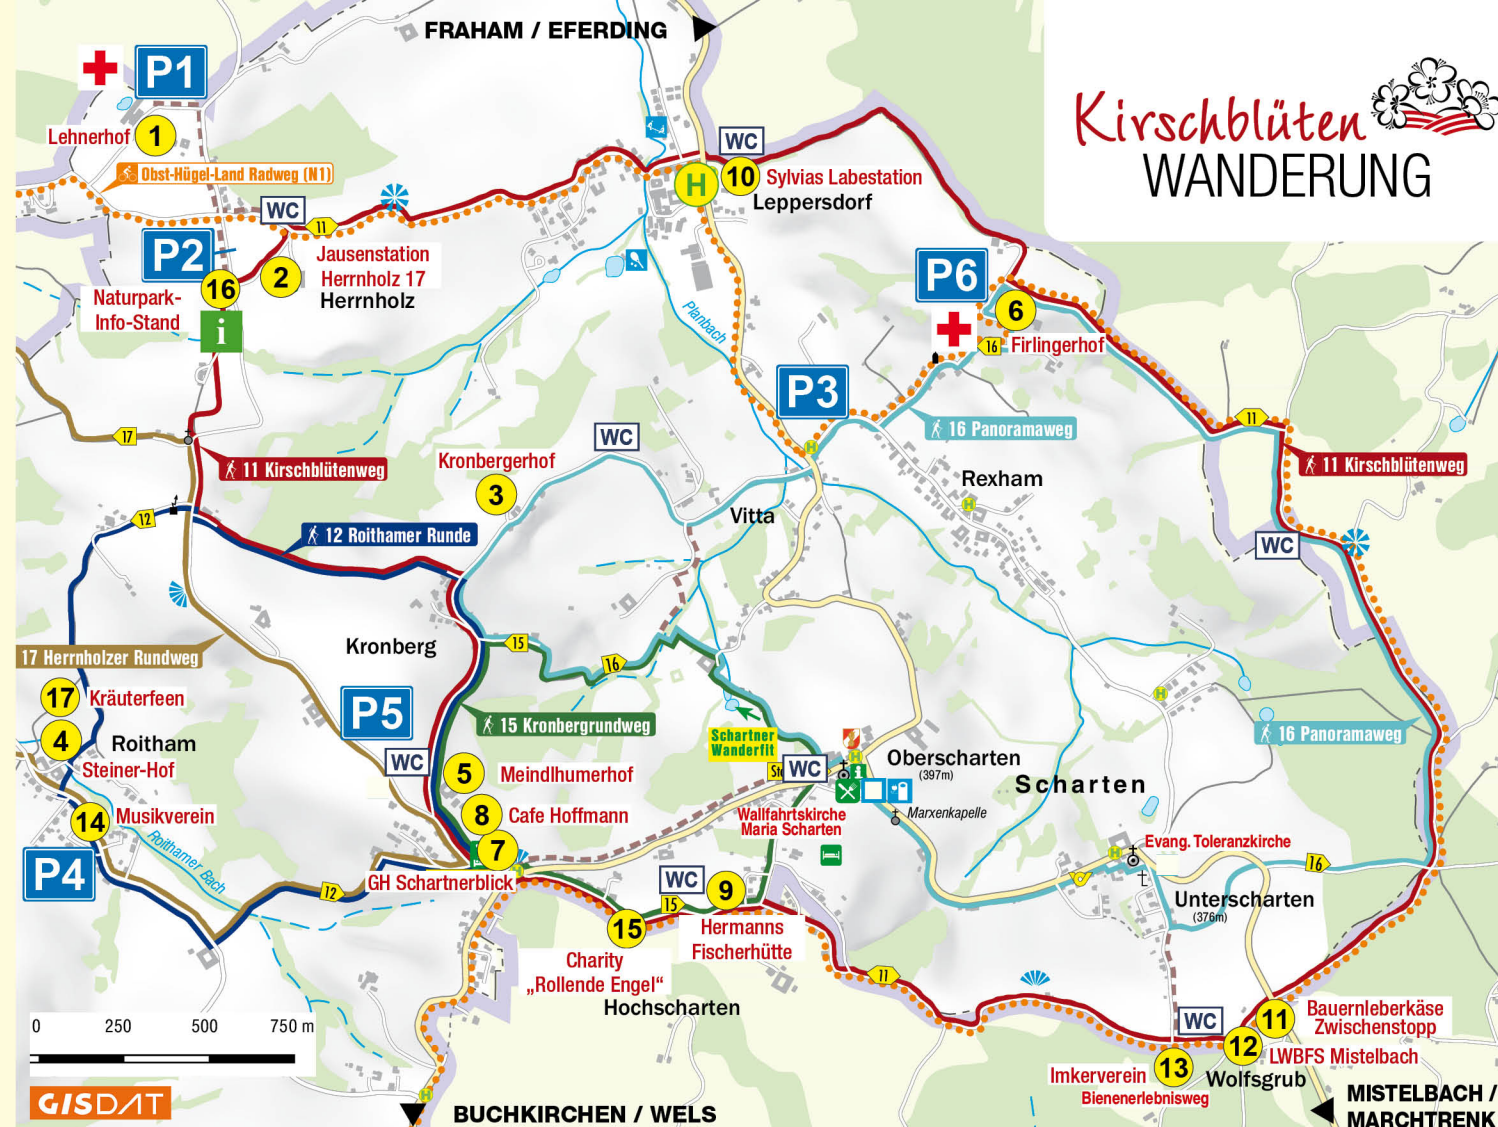 FRAHAM / EFERDING
Kirschblüten
WANDERUNG
P1
Lehnerhof
1
Obst-Hügel-Land Radweg (N1)
WC
11
P2
16
2
Jausenstation
Herrnholz 17
Herrnholz
Naturpark-
Info-Stand
i
WC
H
10
Sylvias Labestation
Leppersdorf
Planbach
P6
6
16
Firlingerhof
P3
H
16 Panoramaweg
11
11 Kirschblütenweg
17
11 Kirschblütenweg
Kronbergerhof
3
WC
Vitta
Rexham
H
WC
12
12 Roithamer Runde
Kronberg
15
16
17 Herrnholzer Rundweg
17
Kräuterfeen
4
Roitham
Steiner-Hof
14
Musikverein
P4
Roithamer Bach
12
P5
WC
15 Kronbergrundweg
5
Meindlhumerhof
8
Cafe Hoffmann
7
GH Schartnerblick
Schartner
Wanderfit
WC
H
i
Oberscharten
(397m)
Scharten
Marxenkapelle
Wallfahrtskirche
Maria Scharten
H
16 Panoramaweg
H
Evang. Toleranzkirche
16
Unterscharten
(376m)
WC
15
9
Hermanns
Fischerhütte
15
Charity
„Rollende Engel“
Hochscharten
11
WC
11
Bauernleberkäse
Zwischenstopp
12
LWBFS Mistelbach
13
Wolfsgrub
Imkerverein
Bienenerlebnisweg
0 250 500 750 m
GISDAT
H
BUCHKIRCHEN / WELS
MISTELBACH /
MARCHTRENK